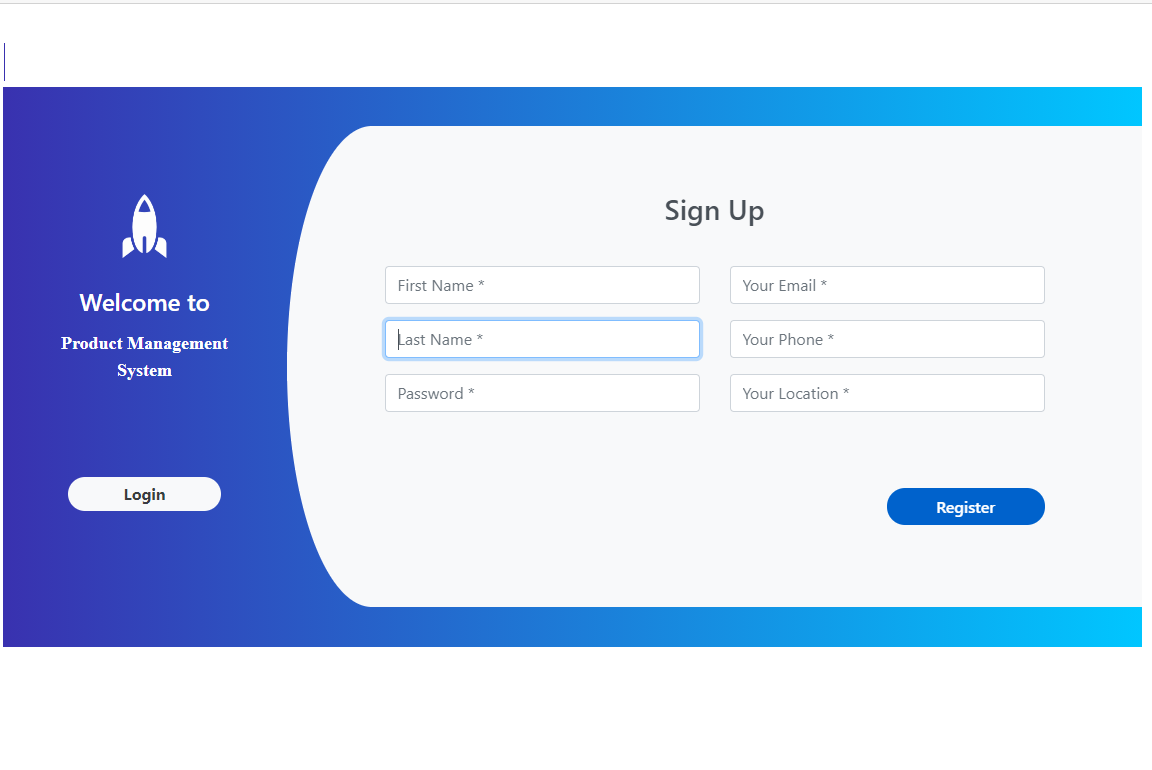 Welcome to
Product Management
System
Login
Sign Up
First Name *
Your Email *
Last Name *
Your Phone *
Password *
Your Location *
Register